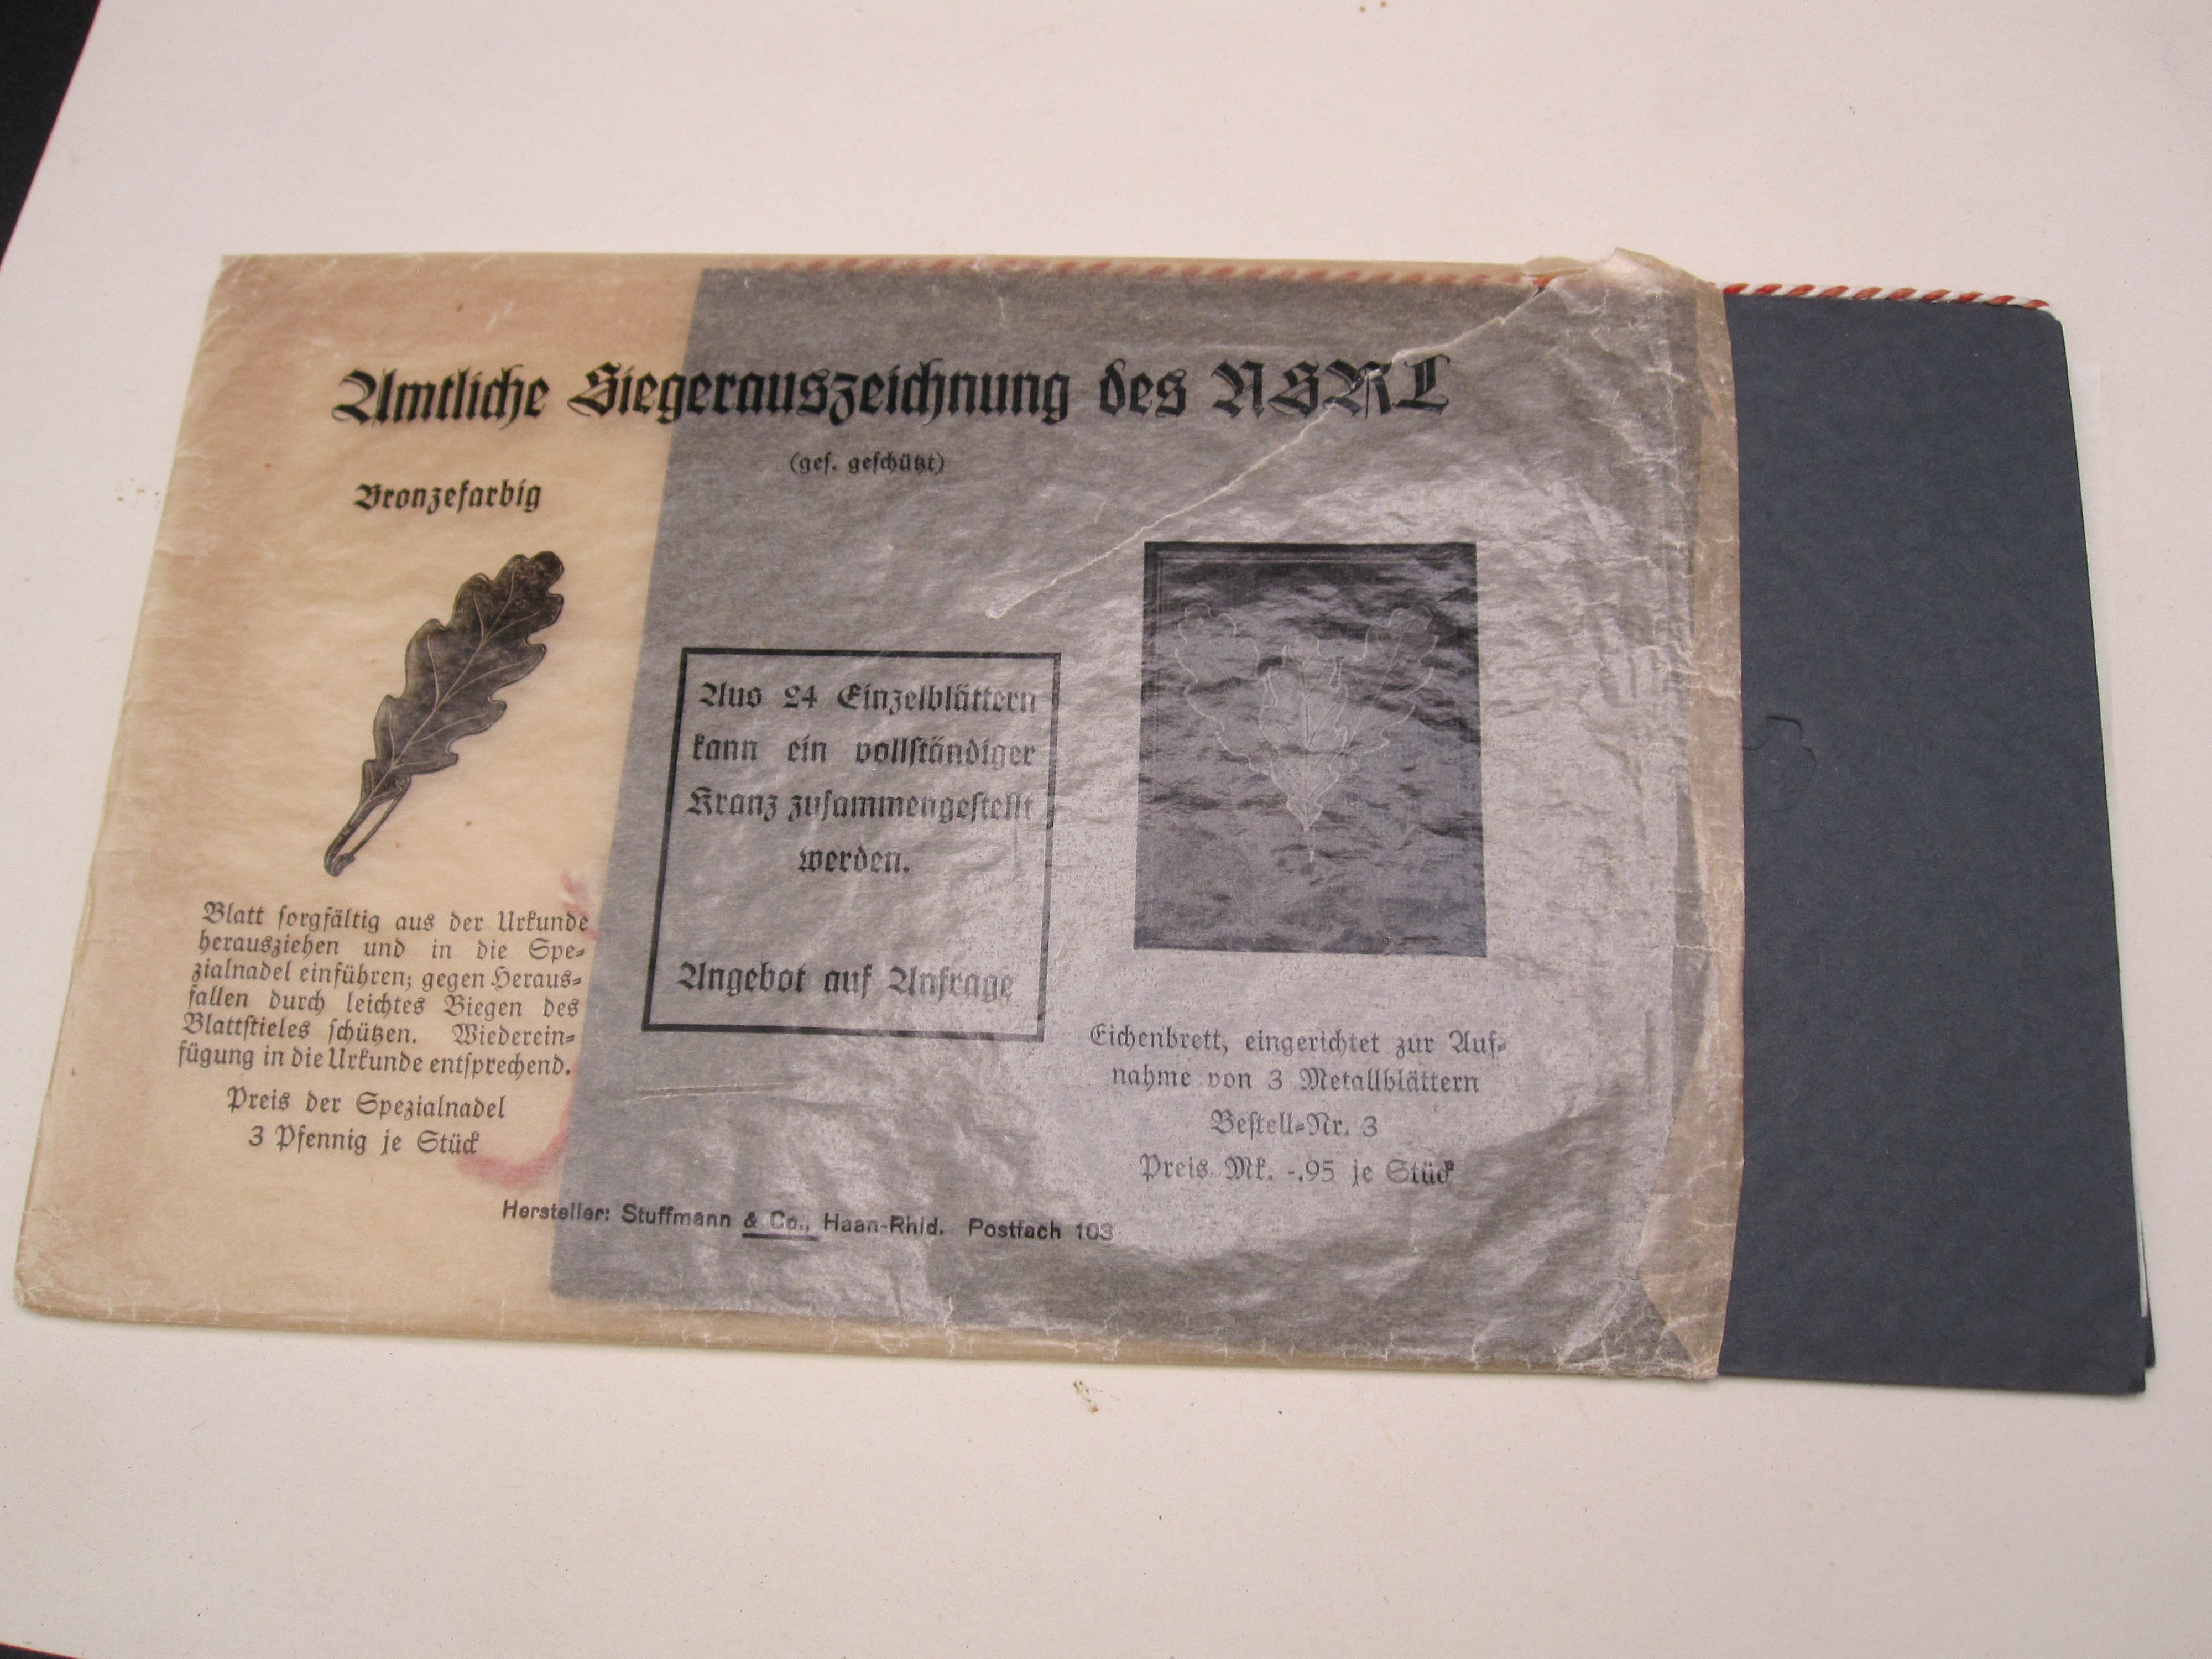 Amtliche Siegerauszeichnung des NSRL
(ges. geschützt)
Bronzefarbig
Blatt sorgfältig aus der Urkunde
herausziehen und in die Spe-
zialnadel einführen; gegen Heraus-
fallen durch leichtes Biegen des
Blattstieles schützen. Wiederein-
fügung in die Urkunde entsprechend.
Preis der Spezialnadel
3 Pfennig je Stück
Aus 24 Einzelblättern
kann ein vollständiger
Kranz zusammengestellt
werden.
Angebot auf Anfrage
Eichenbrett, eingerichtet zur Auf-
nahme von 3 Metallblättern
Bestell-Nr. 3
Preis Mk. -.95 je Stück
Hersteller: Stuffmann & Co., Haan-Rhld. Postfach 103